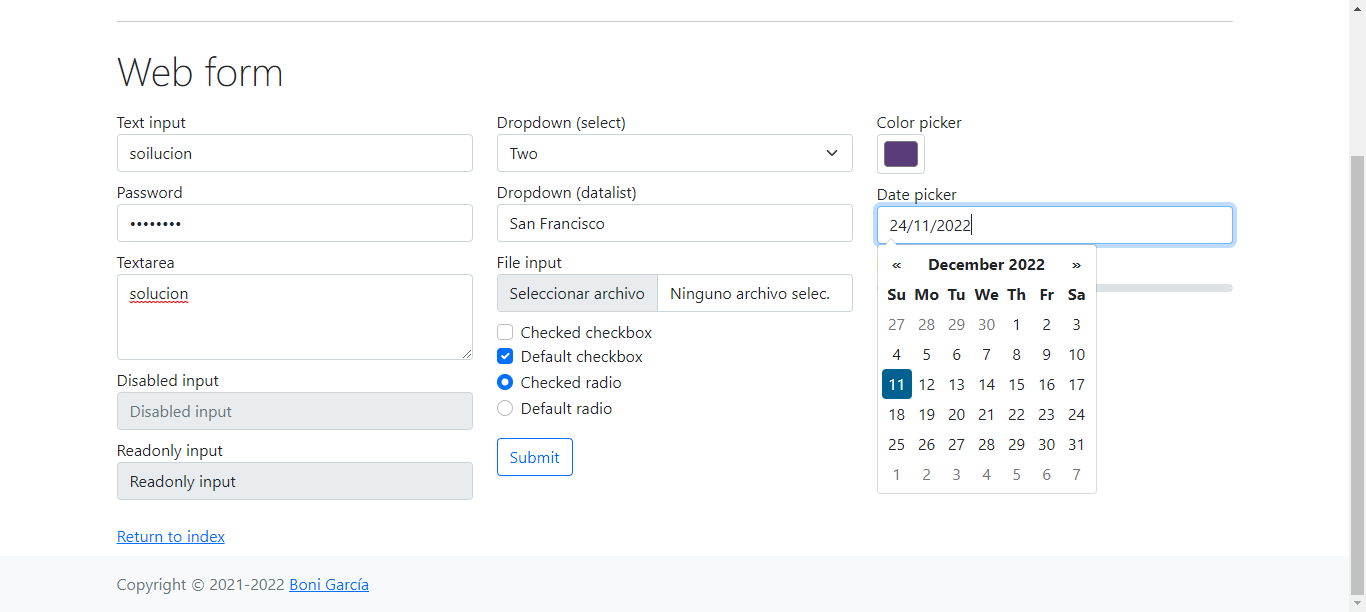 Web form
Text input
soilucion
Password
••••••••
Textarea
solucion
Disabled input
Disabled input
Readonly input
Readonly input
Dropdown (select)
Two
Dropdown (datalist)
San Francisco
File input
Seleccionar archivo Ninguno archivo selec.
Checked checkbox
Default checkbox
Checked radio
Default radio
Submit
Color picker
Date picker
24/11/2022
« December 2022 »
Su Mo Tu We Th Fr Sa
27 28 29 30 1 2 3
4 5 6 7 8 9 10
11 12 13 14 15 16 17
18 19 20 21 22 23 24
25 26 27 28 29 30 31
1 2 3 4 5 6 7
Return to index
Copyright © 2021-2022 Boni García